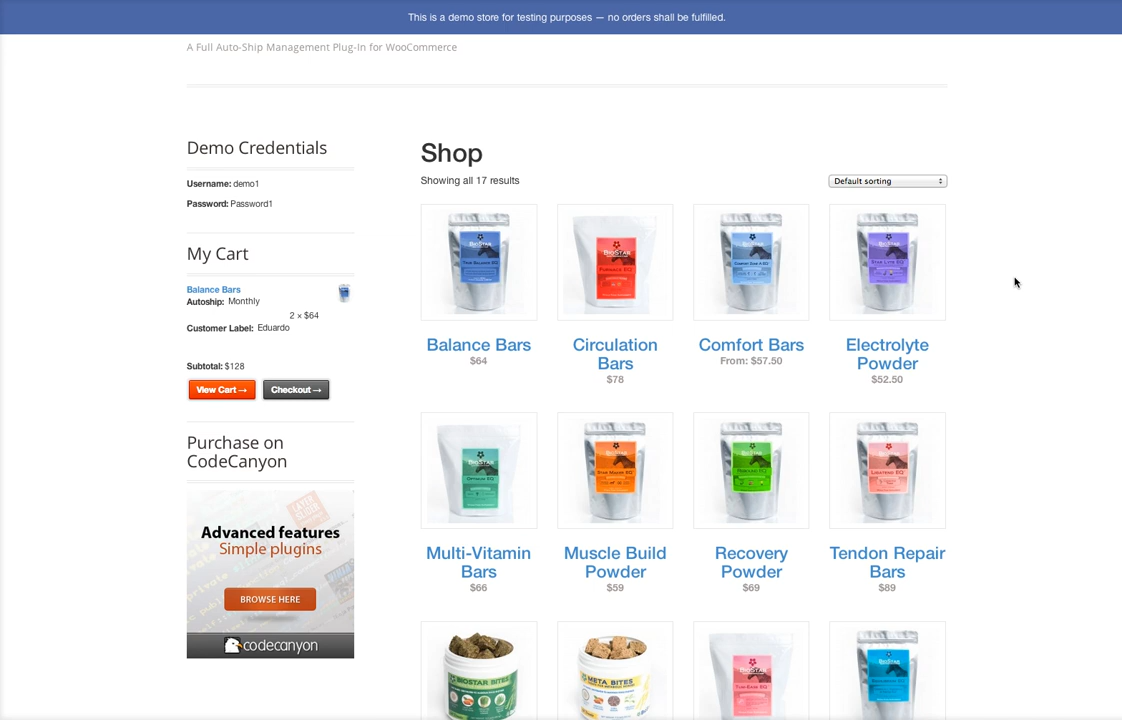 This is a demo store for testing purposes — no orders shall be fulfilled.
A Full Auto-Ship Management Plug-In for WooCommerce
Demo Credentials
Username: demo1
Password: Password1
My Cart
Balance Bars
Autoship: Monthly
2 × $64
Customer Label: Eduardo
Subtotal: $128
View Cart →
Checkout →
Purchase on
CodeCanyon
Advanced features
Simple plugins
BROWSE HERE
codecanyon
Shop
Showing all 17 results
Default sorting
Balance Bars
$64
Circulation
Bars
$78
Comfort Bars
From: $57.50
Electrolyte
Powder
$52.50
Multi-Vitamin
Bars
$66
Muscle Build
Powder
$59
Recovery
Powder
$69
Tendon Repair
Bars
$89
BIOSTAR BITES
META BITES